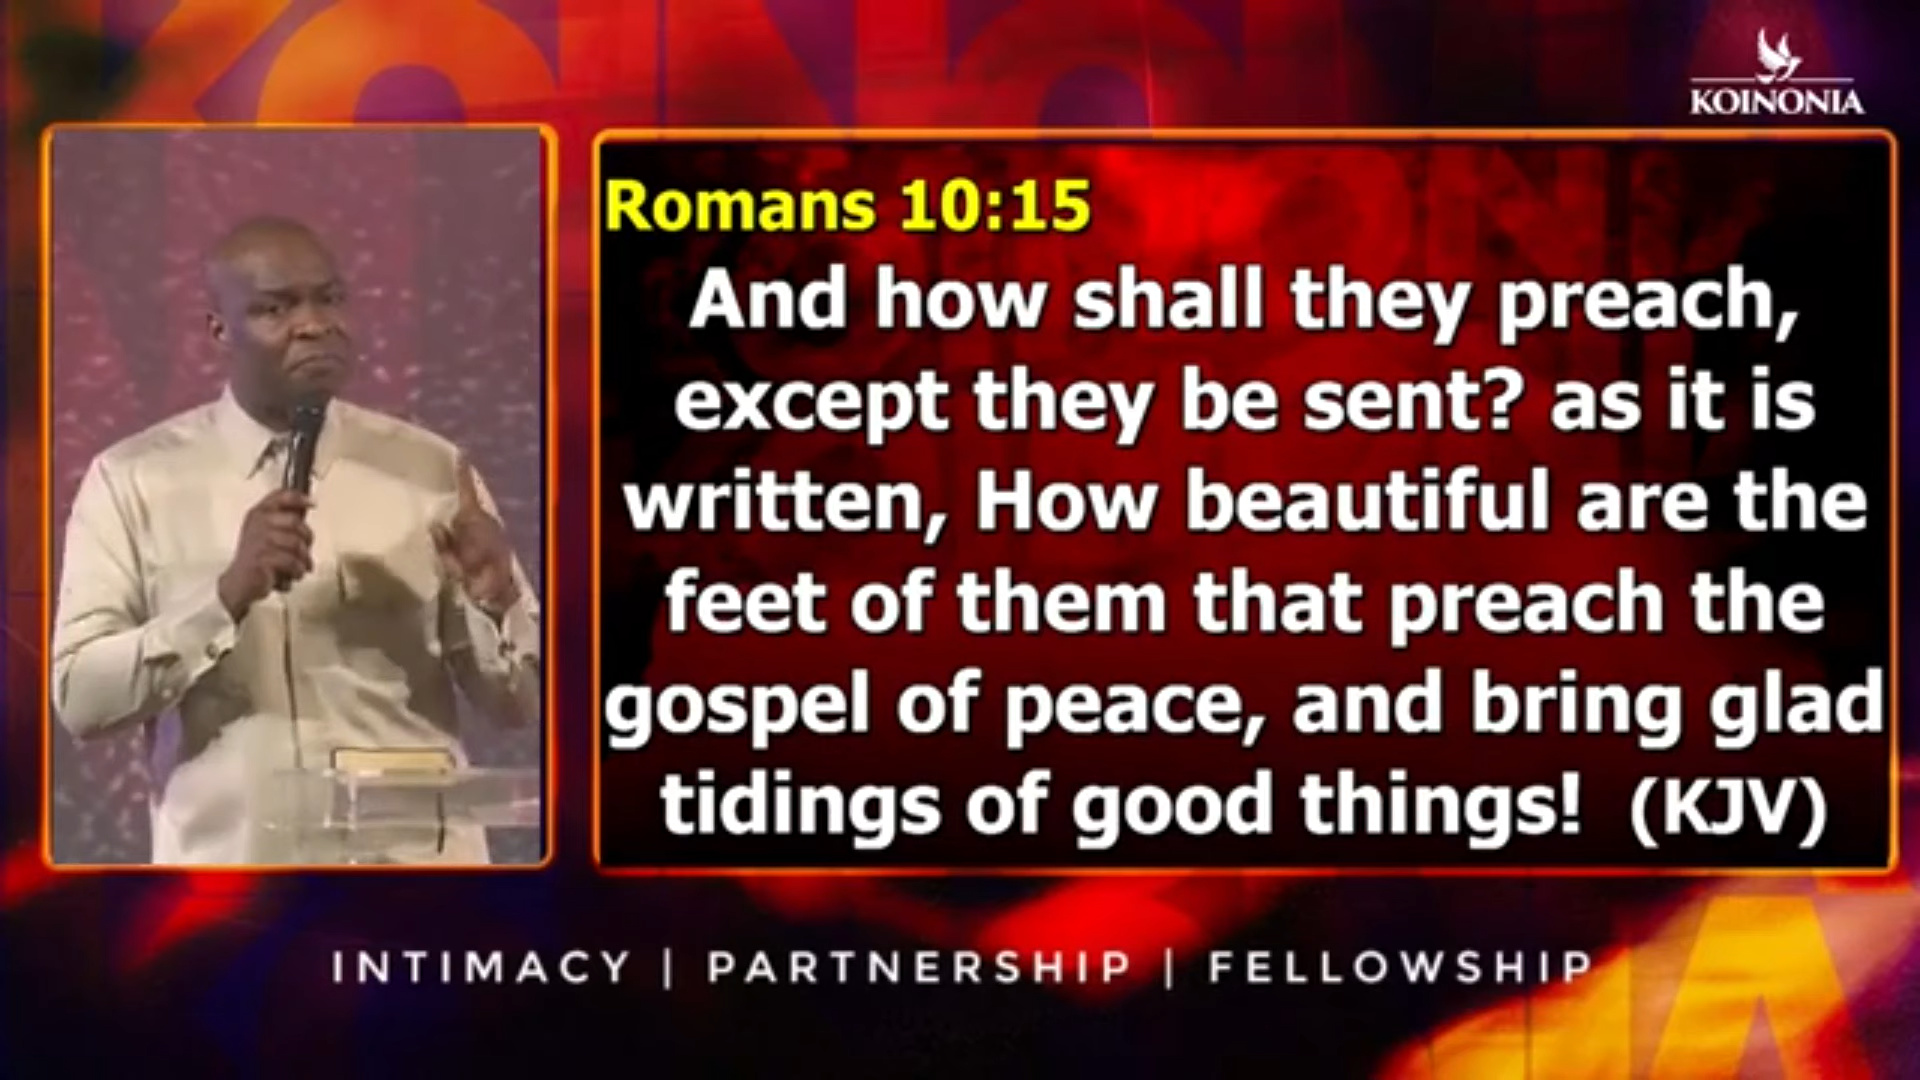 KOINONIA
Romans 10:15
And how shall they preach,
except they be sent? as it is
written, How beautiful are the
feet of them that preach the
gospel of peace, and bring glad
tidings of good things! (KJV)
INTIMACY | PARTNERSHIP | FELLOWSHIP